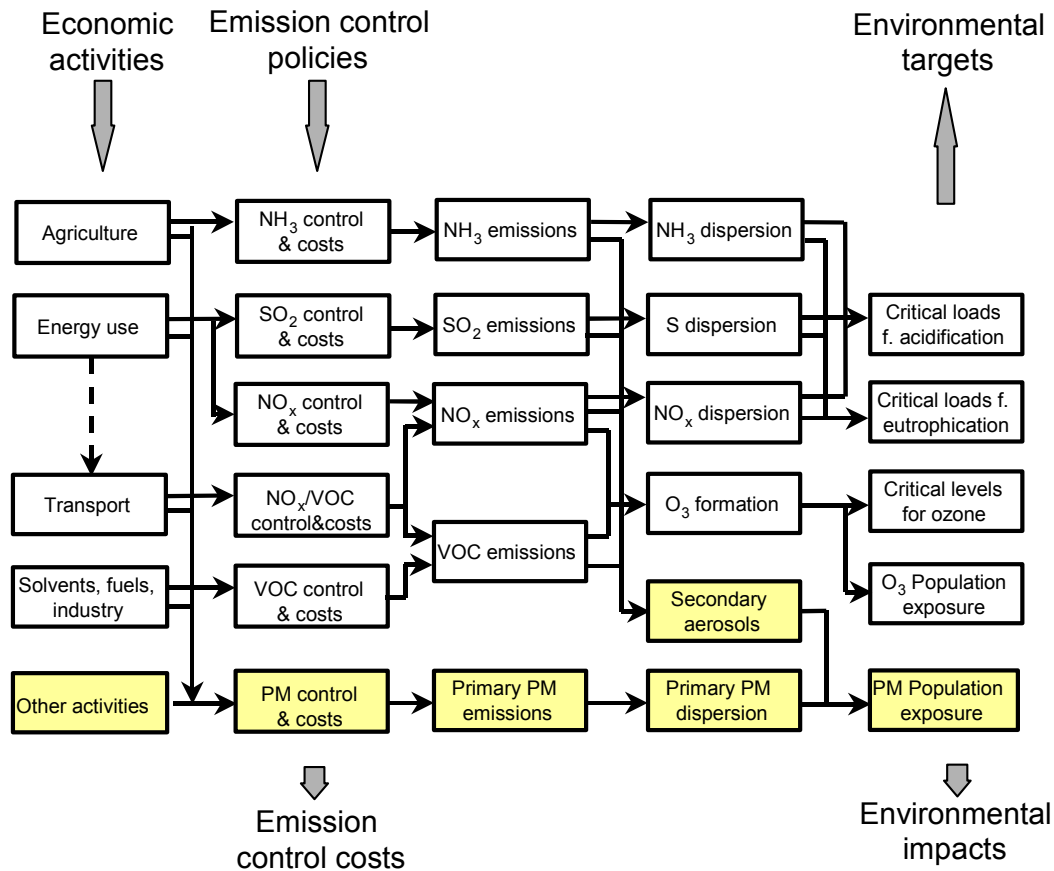 Economic
activities
Emission control
policies
Environmental
targets
Agriculture
NH₃ control
& costs
NH₃ emissions
NH₃ dispersion
Energy use
SO₂ control
& costs
SO₂ emissions
S dispersion
Critical loads
f. acidification
NOₓ control
& costs
NOₓ emissions
NOₓ dispersion
Critical loads f.
eutrophication
Transport
NOₓ/VOC
control&costs
O₃ formation
Critical levels
for ozone
VOC emissions
Solvents, fuels,
industry
VOC control
& costs
Secondary
aerosols
O₃ Population
exposure
Other activities
PM control
& costs
Primary PM
emissions
Primary PM
dispersion
PM Population
exposure
Emission
control costs
Environmental
impacts